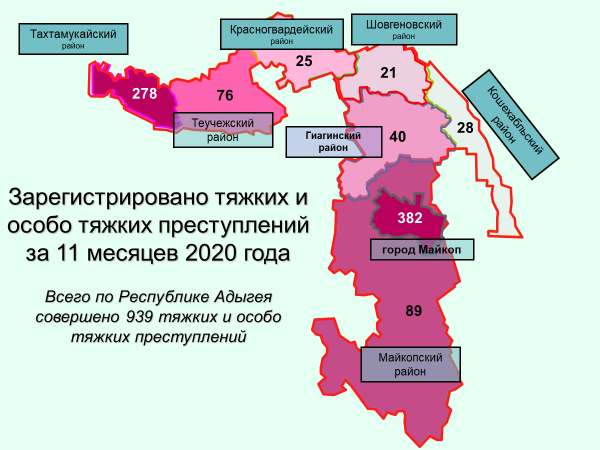 Тахтамукайский
район
Красногвардейский
район
Шовгеновский
район
Кошехабльский
район
278
76
25
21
28
Теучежский
район
Гиагинский
район
40
Зарегистрировано тяжких и
особо тяжких преступлений
за 11 месяцев 2020 года
382
город Майкоп
Всего по Республике Адыгея
совершено 939 тяжких и особо
тяжких преступлений
89
Майкопский
район